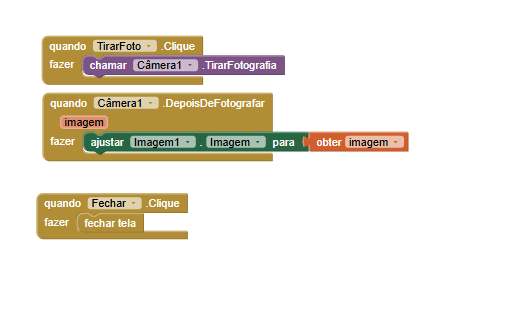 quando TirarFoto .Clique
fazer chamar Câmera1 .TirarFotografia
quando Câmera1 .DepoisDeFotografar
imagem
fazer ajustar Imagem1 . Imagem para obter imagem
quando Fechar .Clique
fazer fechar tela